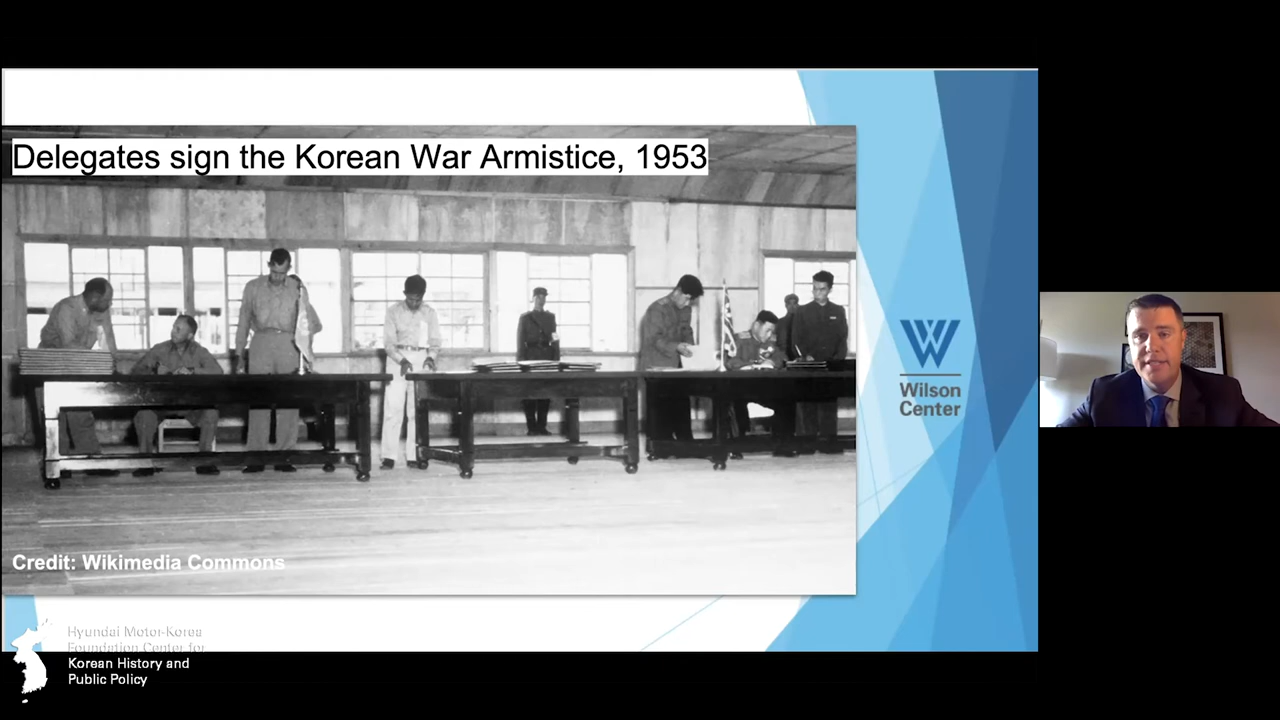 Delegates sign the Korean War Armistice, 1953
W
Wilson
Center
Credit: Wikimedia Commons
Hyundai Motor-Korea
Foundation Center for
Korean History and
Public Policy